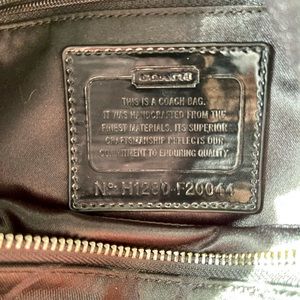 COACH
THIS IS A COACH BAG.
IT WAS HANDCRAFTED FROM THE
FINEST MATERIALS. ITS SUPERIOR
CRAFTSMANSHIP REFLECTS OUR
COMMITMENT TO ENDURING QUALITY
No H1290-F20044